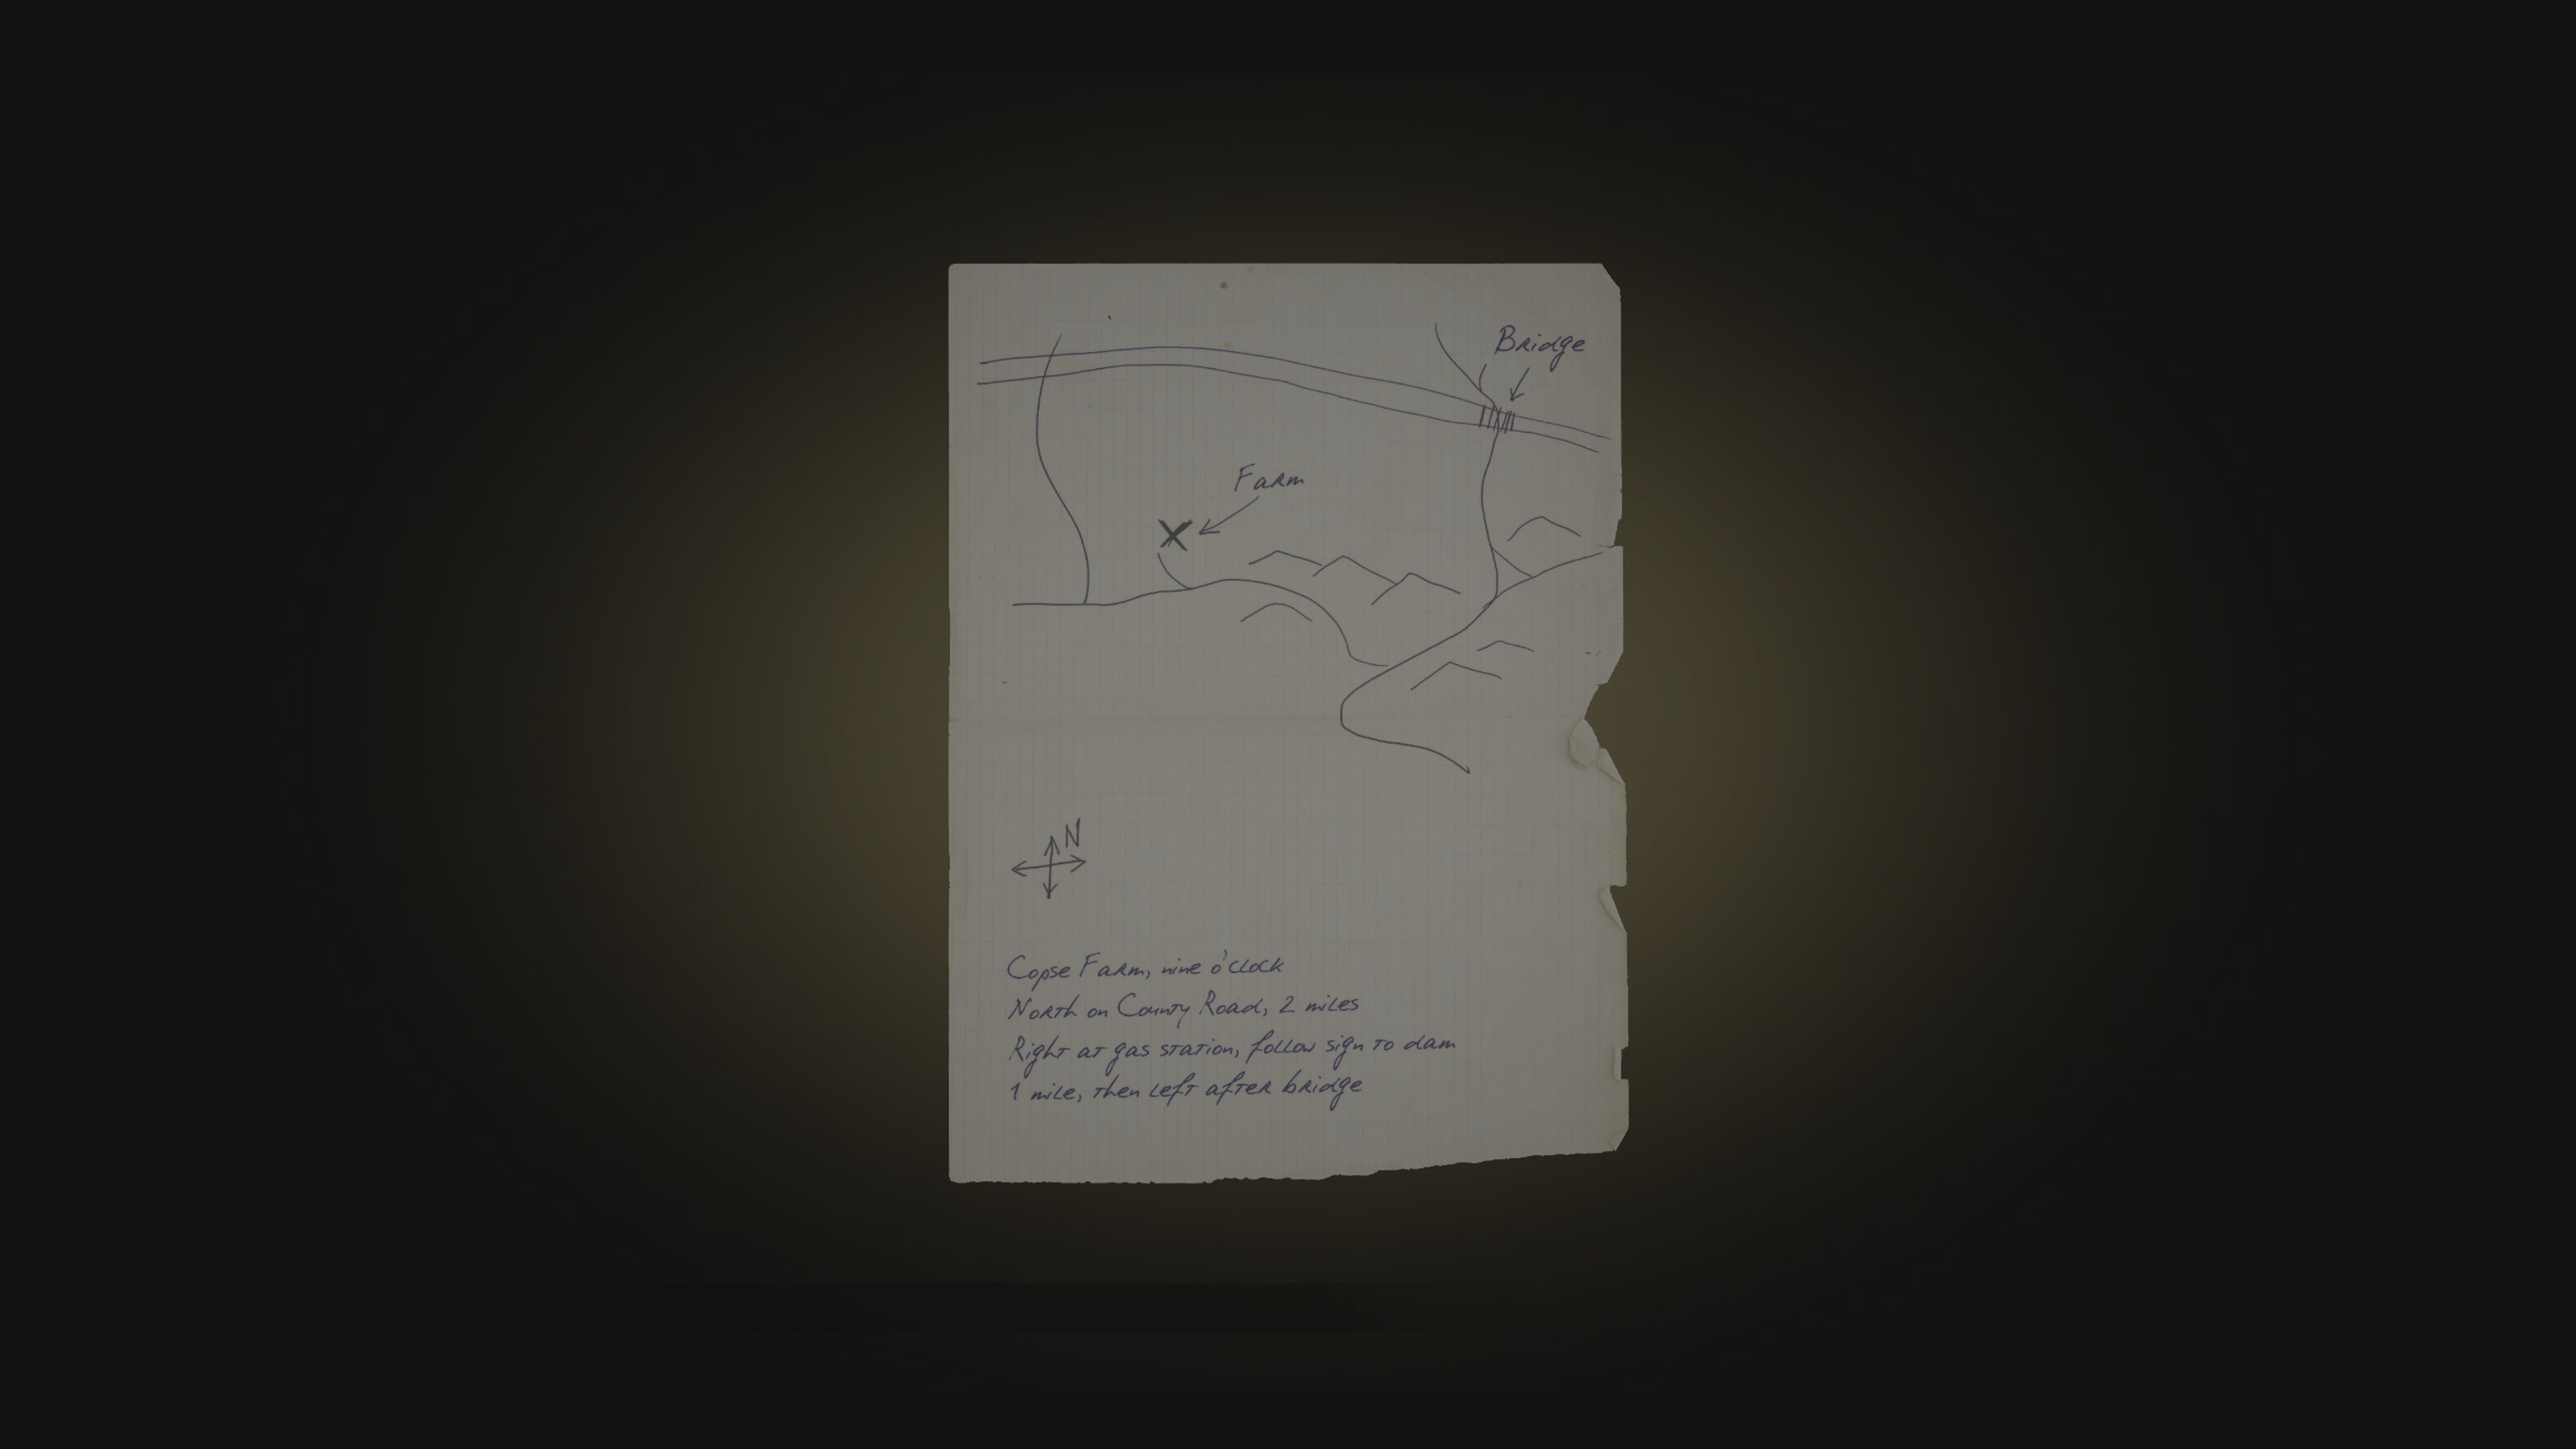 Bridge
Farm
N
Copse Farm, nine o'clock
North on County Road, 2 miles
Right at gas station, follow sign to dam
1 mile, then left after bridge